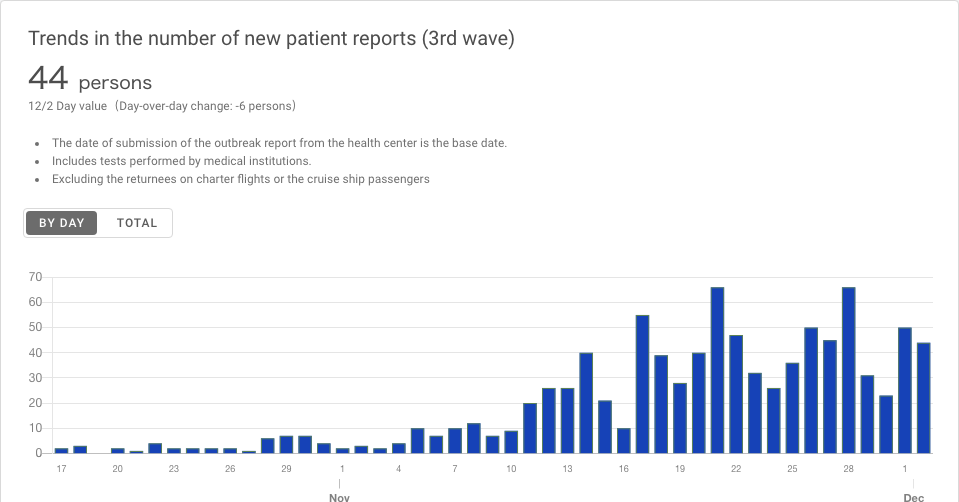 Trends in the number of new patient reports (3rd wave)
44 persons
12/2 Day value （Day-over-day change: -6 persons）
• The date of submission of the outbreak report from the health center is the base date.
• Includes tests performed by medical institutions.
• Excluding the returnees on charter flights or the cruise ship passengers
BY DAY TOTAL
70
60
50
40
30
20
10
0
17 20 23 26 29 1 4 7 10 13 16 19 22 25 28 1
Nov Dec